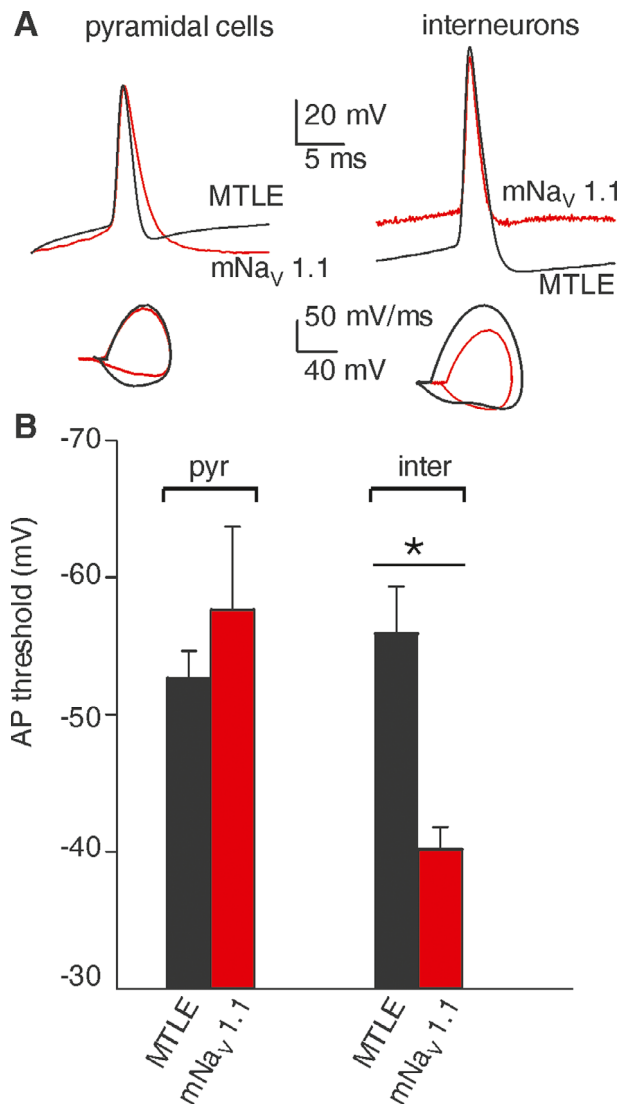 A
pyramidal cells
interneurons
20 mV
5 ms
MTLE
mNaV 1.1
mNaV 1.1
MTLE
50 mV/ms
40 mV
B
AP threshold (mV)
-70
-60
-50
-40
-30
pyr
inter
*
MTLE
mNaV 1.1
MTLE
mNaV 1.1